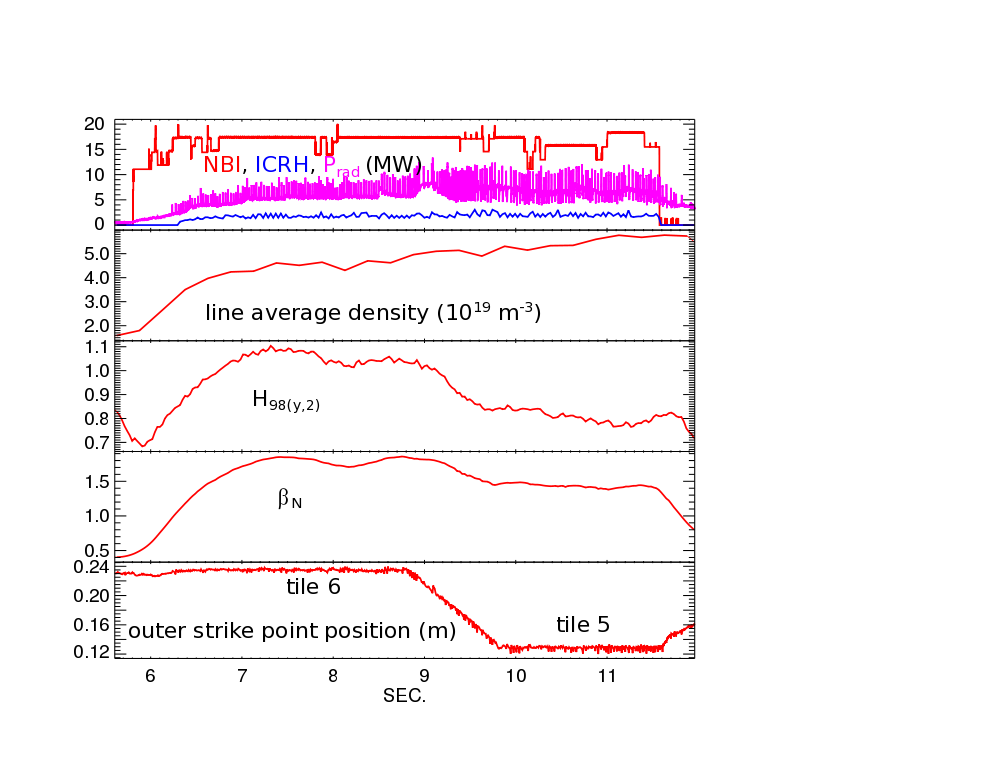 20
15
10
5
0
NBI, ICRH, Prad (MW)
5.0
4.0
3.0
2.0
line average density (10¹⁹ m⁻³)
1.1
1.0
0.9
0.8
0.7
H98(y,2)
1.5
1.0
0.5
βN
0.24
0.20
0.16
0.12
tile 6
tile 5
outer strike point position (m)
6 7 8 9 10 11
SEC.